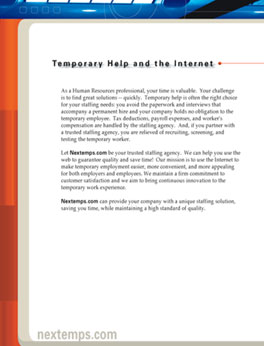 Temporary Help and the Internet
As a Human Resources professional, your time is valuable. Your challenge
is to find great solutions — quickly. Temporary help is often the right choice
for your staffing needs: you avoid the paperwork and interviews that
accompany a permanent hire and your company holds no obligation to the
temporary employee. Tax deductions, payroll expenses, and worker's
compensation are handled by the staffing agency. And, if you partner with
a trusted staffing agency, you are relieved of recruiting, screening, and
testing the temporary worker.
Let Nextemps.com be your trusted staffing agency. We can help you use the
web to guarantee quality and save time! Our mission is to use the Internet to
make temporary employment easier, more convenient, and more appealing
for both employers and employees. We maintain a firm commitment to
customer satisfaction and we aim to bring continuous innovation to the
temporary work experience.
Nextemps.com can provide your company with a unique staffing solution,
saving you time, while maintaining a high standard of quality.
nextemps.com